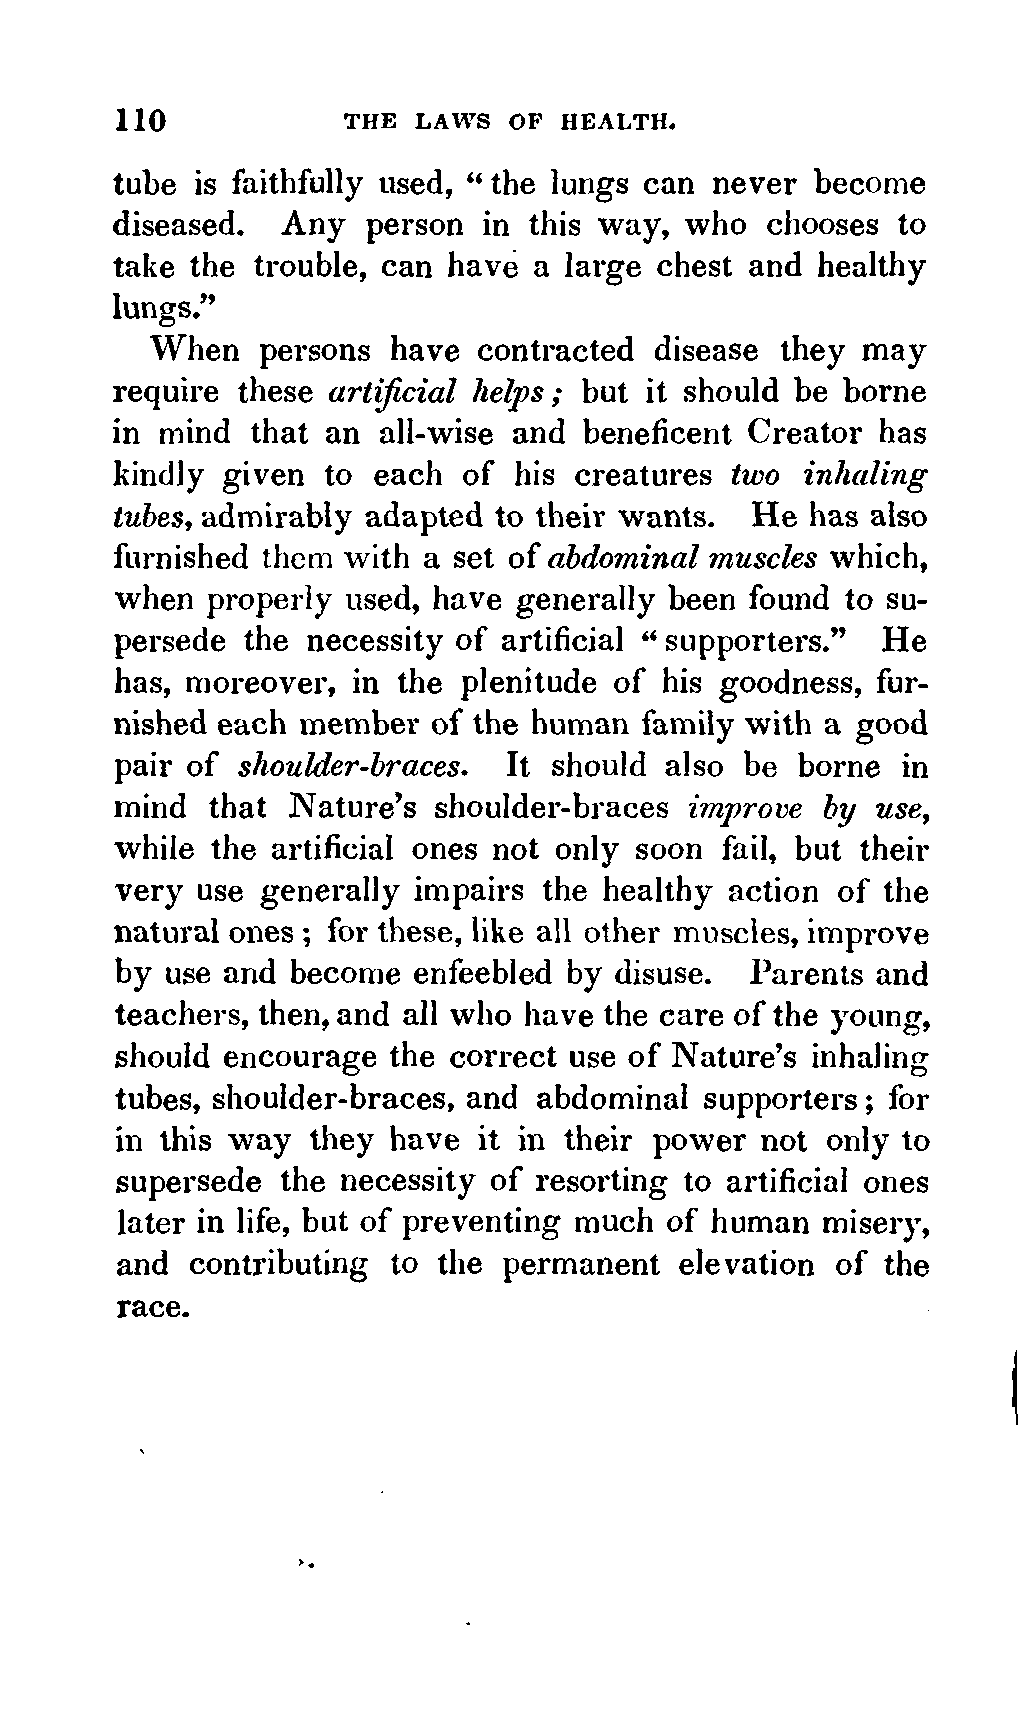 110 THE LAWS OF HEALTH.
tube is faithfully used, “ the lungs can never become
diseased. Any person in this way, who chooses to
take the trouble, can have a large chest and healthy
lungs.”
When persons have contracted disease they may
require these artificial helps ; but it should be borne
in mind that an all-wise and beneficent Creator has
kindly given to each of his creatures two inhaling
tubes, admirably adapted to their wants. He has also
furnished them with a set of abdominal muscles which,
when properly used, have generally been found to su-
persede the necessity of artificial “ supporters.” He
has, moreover, in the plenitude of his goodness, fur-
nished each member of the human family with a good
pair of shoulder-braces. It should also be borne in
mind that Nature’s shoulder-braces improve by use,
while the artificial ones not only soon fail, but their
very use generally impairs the healthy action of the
natural ones ; for these, like all other muscles, improve
by use and become enfeebled by disuse. Parents and
teachers, then, and all who have the care of the young,
should encourage the correct use of Nature’s inhaling
tubes, shoulder-braces, and abdominal supporters ; for
in this way they have it in their power not only to
supersede the necessity of resorting to artificial ones
later in life, but of preventing much of human misery,
and contributing to the permanent elevation of the
race.